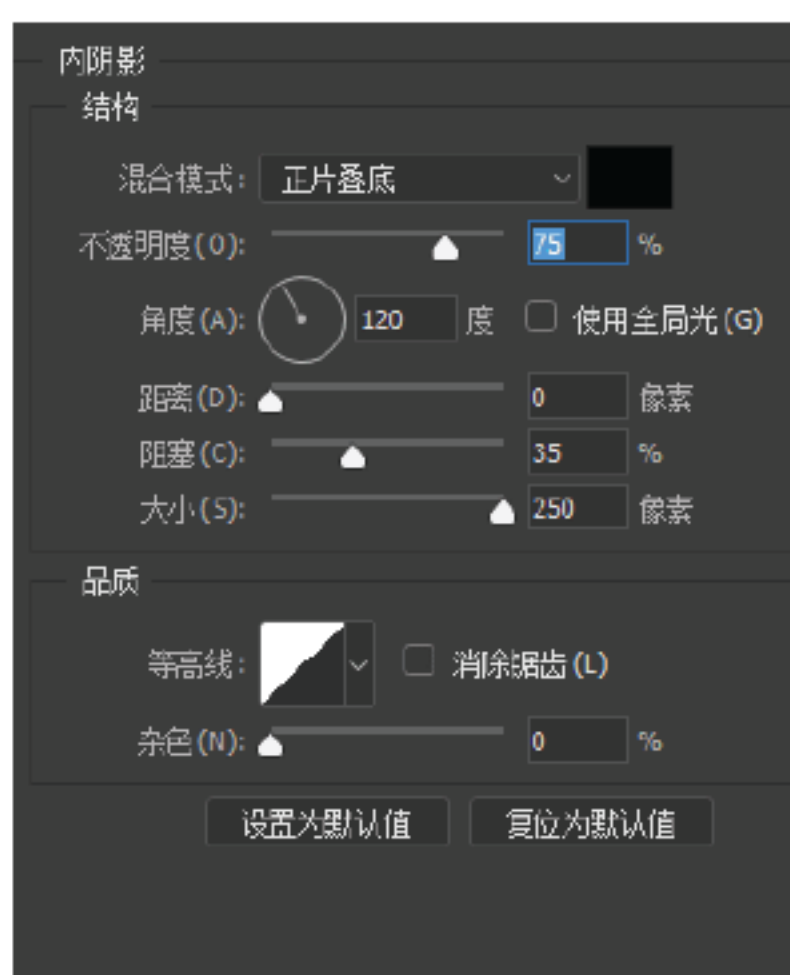 内阴影
结构
混合模式: 正片叠底
不透明度(O): 75 %
角度(A): 120 度 使用全局光(G)
距离(D): 0 像素
阻塞(C): 35 %
大小(S): 250 像素
品质
等高线: 消除锯齿(L)
杂色(N): 0 %
设置为默认值 复位为默认值